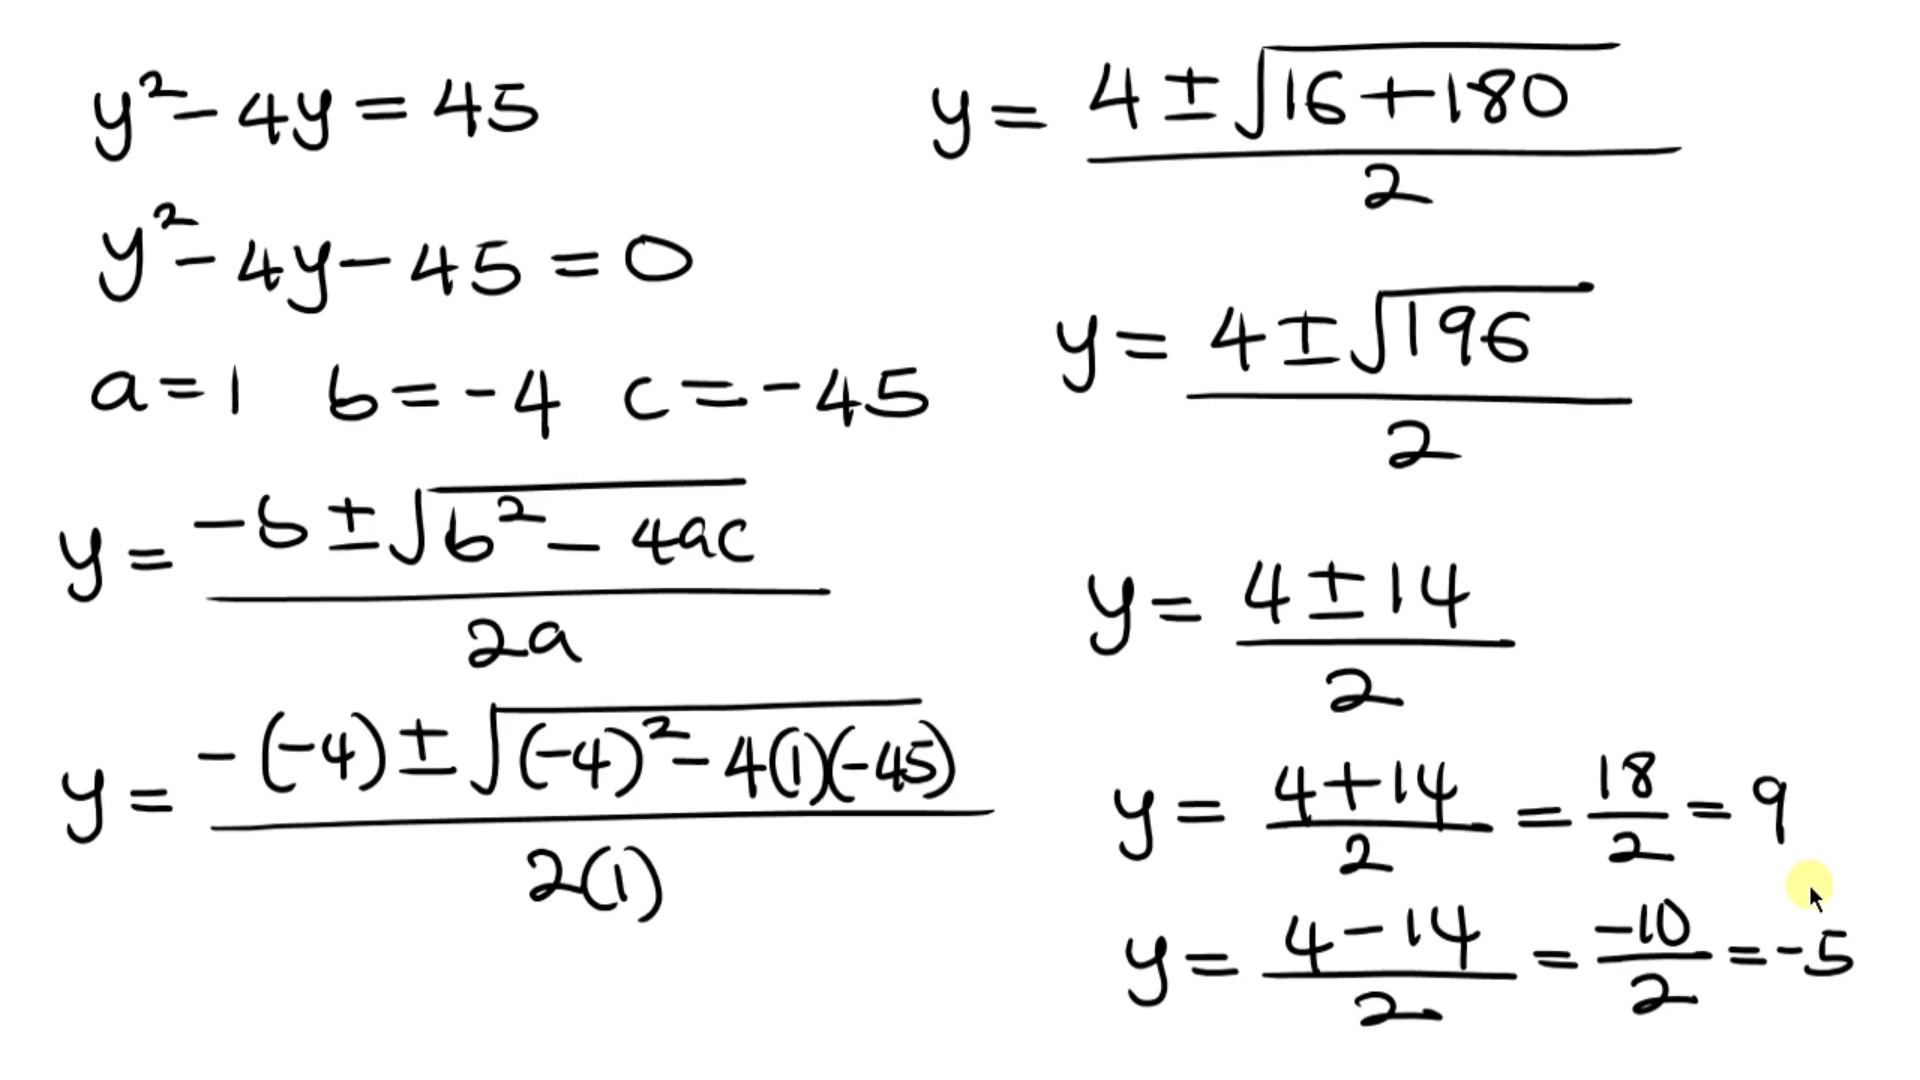 y² - 4y = 45
y² - 4y - 45 = 0
a = 1 b = -4 c = -45
y = (-b ± √(b² - 4ac)) / 2a
y = (-(-4) ± √((-4)² - 4(1)(-45))) / 2(1)
y = (4 ± √(16 + 180)) / 2
y = (4 ± √196) / 2
y = (4 ± 14) / 2
y = (4 + 14) / 2 = 18 / 2 = 9
y = (4 - 14) / 2 = -10 / 2 = -5